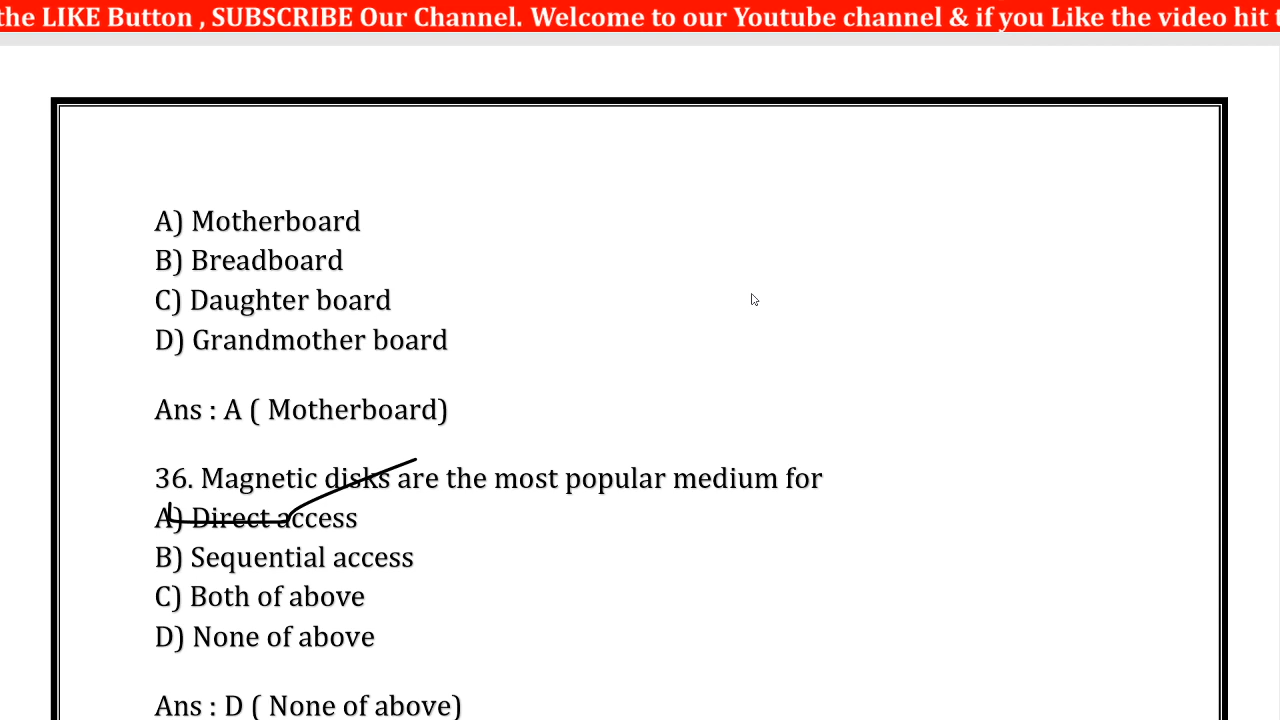 the LIKE Button , SUBSCRIBE Our Channel. Welcome to our Youtube channel & if you Like the video hit t
A) Motherboard
B) Breadboard
C) Daughter board
D) Grandmother board
Ans : A ( Motherboard)
36. Magnetic disks are the most popular medium for
A) Direct access
B) Sequential access
C) Both of above
D) None of above
Ans : D ( None of above)